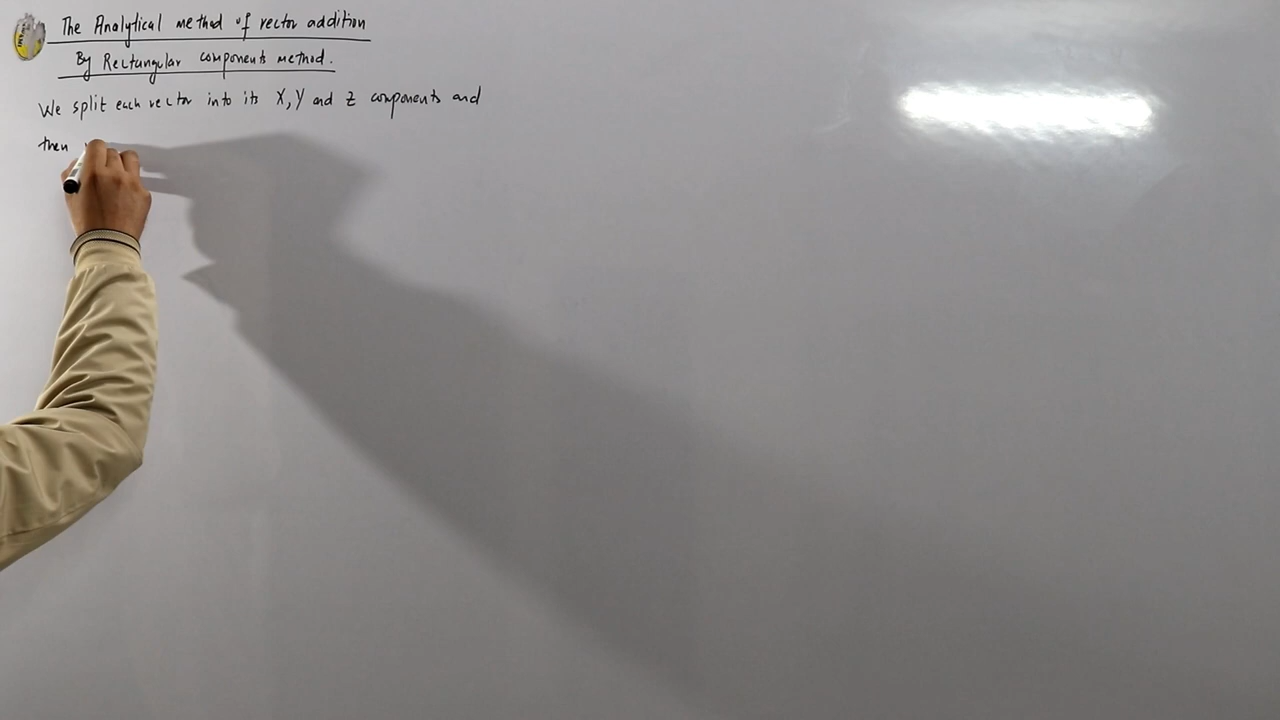 The Analytical method of vector addition
By Rectangular components method.
We split each vector into its X, Y and Z components and
then